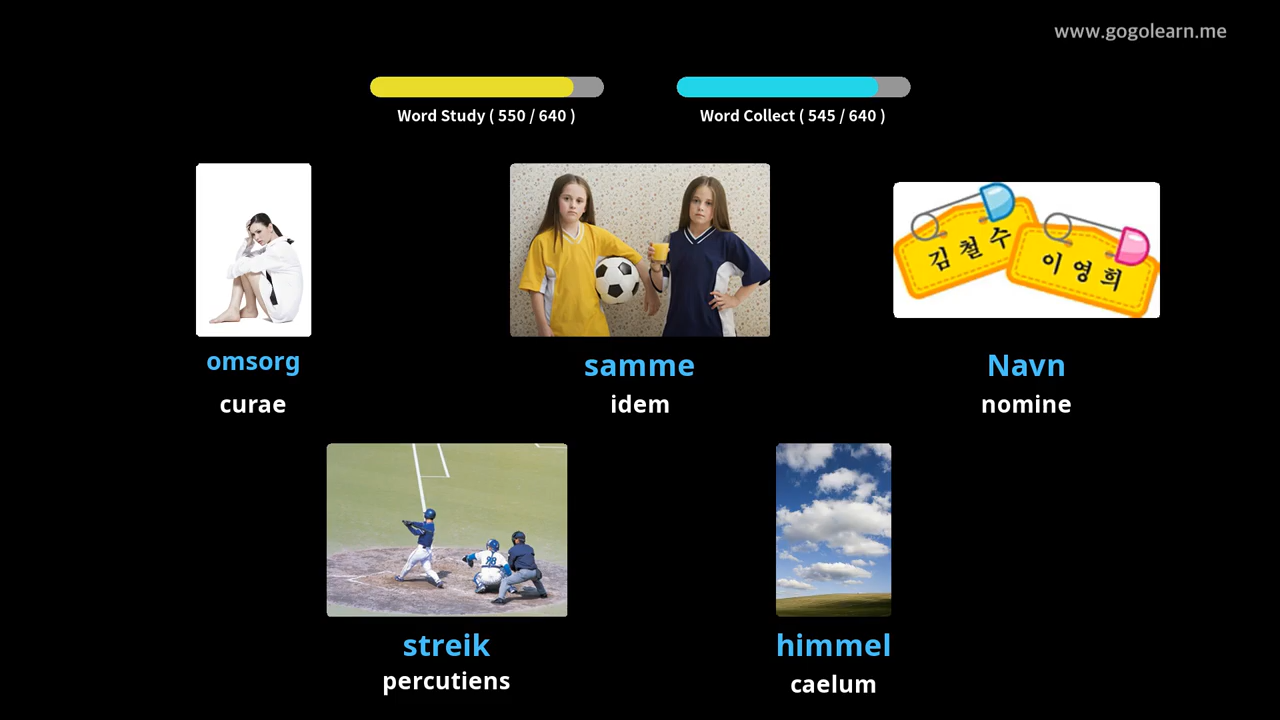 www.gogolearn.me
Word Study ( 550 / 640 )
Word Collect ( 545 / 640 )
김철수
이영희
omsorg
samme
Navn
curae
idem
nomine
98
streik
himmel
percutiens
caelum